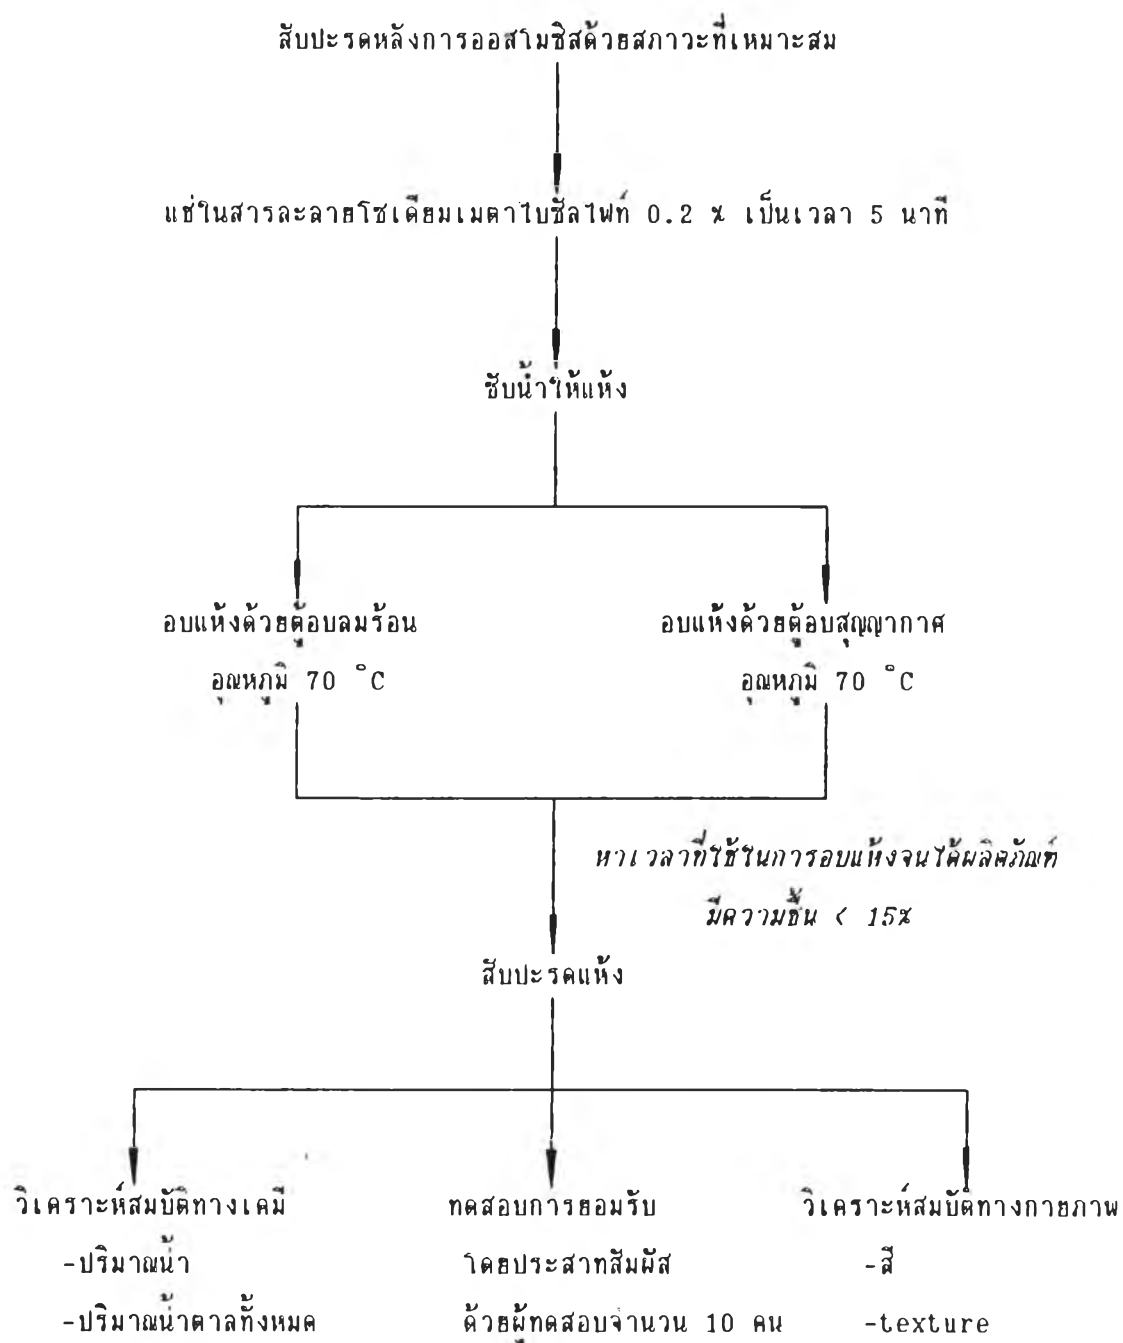 สับปะรดหลังการออสโมซิสด้วยสภาวะที่เหมาะสม
แช่ในสารละลายโซเดียมเมตาไบซัลไฟท์ 0.2 % เป็นเวลา 5 นาที
ซับน้ำให้แห้ง
อบแห้งด้วยตู้อบลมร้อน
อุณหภูมิ 70 °C
อบแห้งด้วยตู้อบสุญญากาศ
อุณหภูมิ 70 °C
หาเวลาที่ใช้ในการอบแห้งจนได้ผลิตภัณฑ์
มีความชื้น < 15%
สับปะรดแห้ง
วิเคราะห์สมบัติทางเคมี
-ปริมาณน้ำ
-ปริมาณน้ำตาลทั้งหมด
ทดสอบการยอมรับ
โดยประสาทสัมผัส
ด้วยผู้ทดสอบจำนวน 10 คน
วิเคราะห์สมบัติทางกายภาพ
-สี
-texture